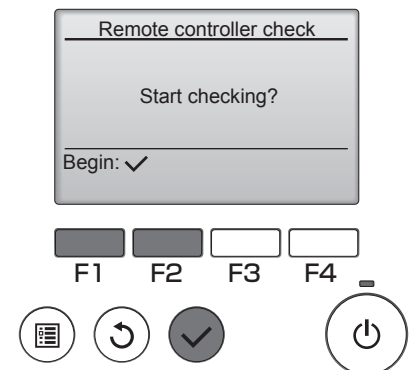 Remote controller check
Start checking?
Begin: ✓
F1 F2 F3 F4